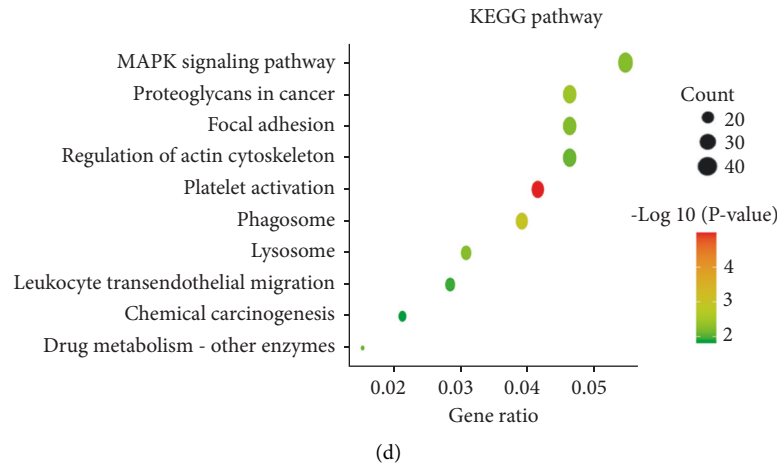 KEGG pathway
MAPK signaling pathway
Proteoglycans in cancer
Focal adhesion
Regulation of actin cytoskeleton
Platelet activation
Phagosome
Lysosome
Leukocyte transendothelial migration
Chemical carcinogenesis
Drug metabolism - other enzymes
0.02 0.03 0.04 0.05
Gene ratio
Count
20
30
40
-Log 10 (P-value)
4
3
2
(d)